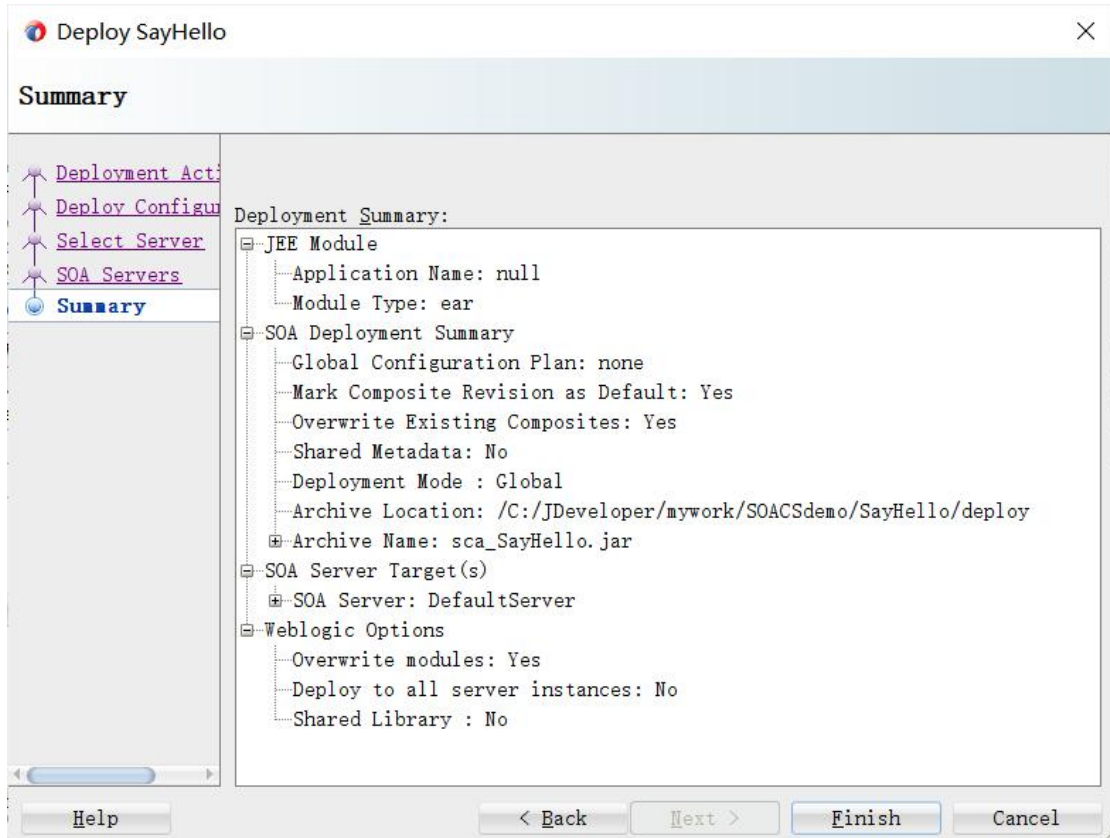 Deploy SayHello
Summary
Deployment Acti
Deploy Configur
Select Server
SOA Servers
Summary
Deployment Summary:
JEE Module
Application Name: null
Module Type: ear
SOA Deployment Summary
Global Configuration Plan: none
Mark Composite Revision as Default: Yes
Overwrite Existing Composites: Yes
Shared Metadata: No
Deployment Mode : Global
Archive Location: /C:/JDeveloper/mywork/SOACSdemo/SayHello/deploy
Archive Name: sca_SayHello.jar
SOA Server Target(s)
SOA Server: DefaultServer
Weblogic Options
Overwrite modules: Yes
Deploy to all server instances: No
Shared Library : No
Help
< Back
Next >
Finish
Cancel